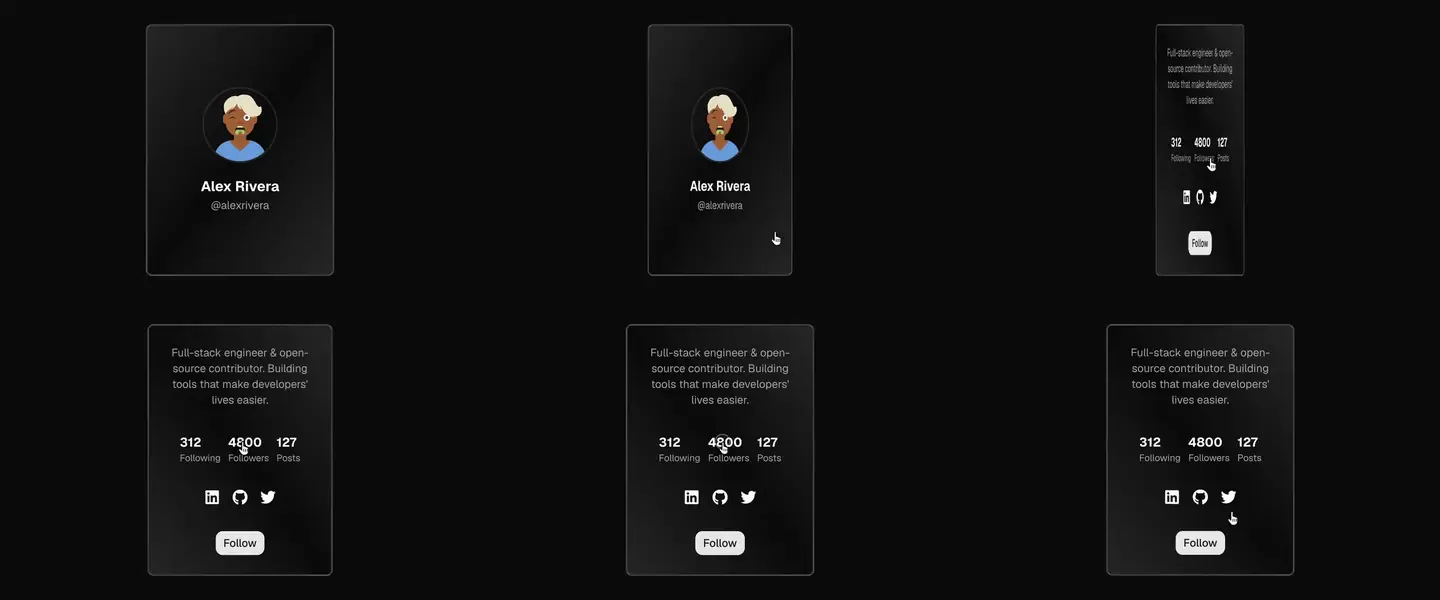 Alex Rivera
@alexrivera
Alex Rivera
@alexrivera
Full-stack engineer & open-
source contributor. Building
tools that make developers'
lives easier.
312 4800 127
Following Followers Posts
Follow
Full-stack engineer & open-
source contributor. Building
tools that make developers'
lives easier.
312 4800 127
Following Followers Posts
Follow
Full-stack engineer & open-
source contributor. Building
tools that make developers'
lives easier.
312 4800 127
Following Followers Posts
Follow
Full-stack engineer & open-
source contributor. Building
tools that make developers'
lives easier.
312 4800 127
Following Followers Posts
Follow